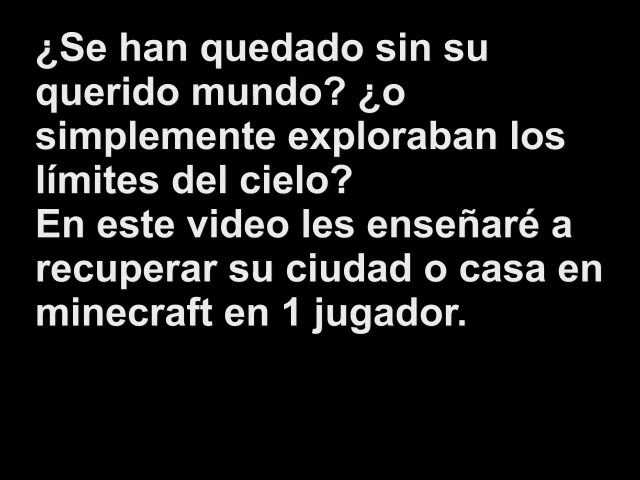 ¿Se han quedado sin su
querido mundo? ¿o
simplemente exploraban los
límites del cielo?
En este video les enseñaré a
recuperar su ciudad o casa en
minecraft en 1 jugador.